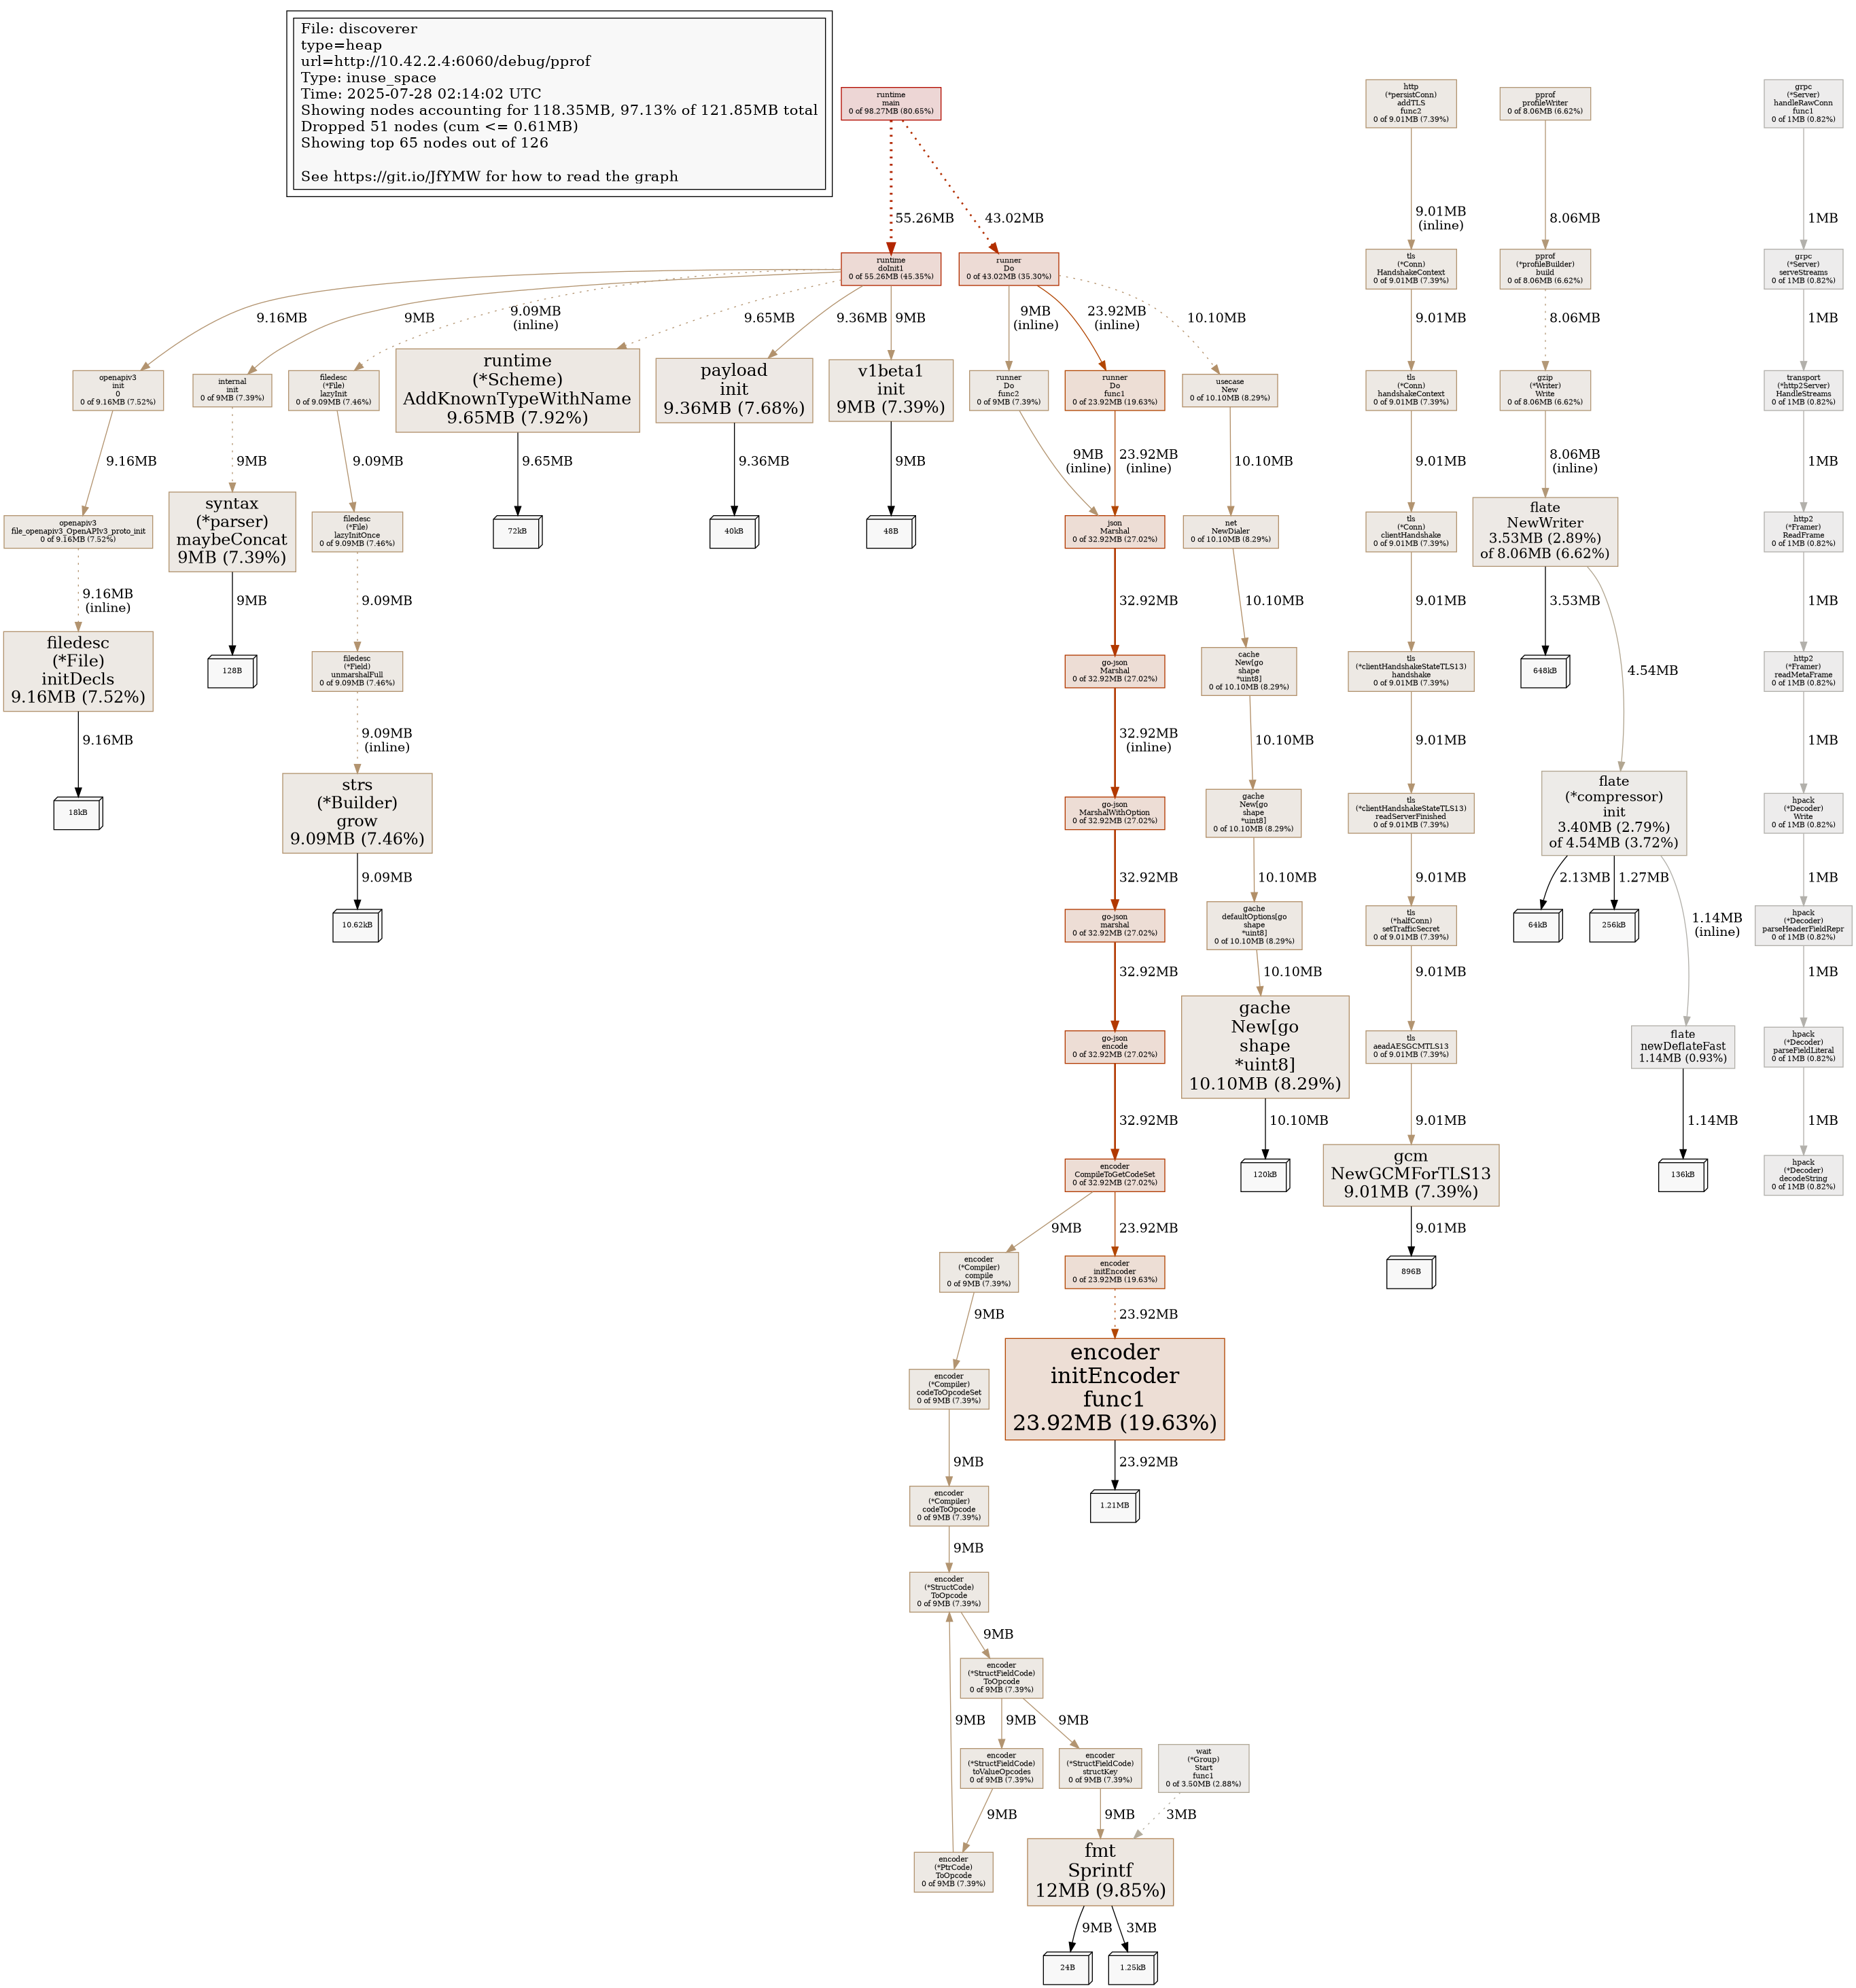 File: discoverer
type=heap
url=http://10.42.2.4:6060/debug/pprof
Type: inuse_space
Time: 2025-07-28 02:14:02 UTC
Showing nodes accounting for 118.35MB, 97.13% of 121.85MB total
Dropped 51 nodes (cum <= 0.61MB)
Showing top 65 nodes out of 126
See https://git.io/JfYMW for how to read the graph
runtime
main
0 of 98.27MB (80.65%)
http
(*persistConn)
addTLS
func2
0 of 9.01MB (7.39%)
pprof
profileWriter
0 of 8.06MB (6.62%)
grpc
(*Server)
handleRawConn
func1
0 of 1MB (0.82%)
55.26MB
43.02MB
9.01MB
(inline)
8.06MB
1MB
runtime
doInit1
0 of 55.26MB (45.35%)
runner
Do
0 of 43.02MB (35.30%)
tls
(*Conn)
HandshakeContext
0 of 9.01MB (7.39%)
pprof
(*profileBuilder)
build
0 of 8.06MB (6.62%)
grpc
(*Server)
serveStreams
0 of 1MB (0.82%)
9.16MB
9MB
9.09MB
(inline)
9.65MB
9.36MB
9MB
9MB
(inline)
23.92MB
(inline)
10.10MB
9.01MB
8.06MB
1MB
openapiv3
init
0
0 of 9.16MB (7.52%)
internal
init
0 of 9MB (7.39%)
filedesc
(*File)
lazyInit
0 of 9.09MB (7.46%)
runtime
(*Scheme)
AddKnownTypeWithName
9.65MB (7.92%)
payload
init
9.36MB (7.68%)
v1beta1
init
9MB (7.39%)
runner
Do
func2
0 of 9MB (7.39%)
runner
Do
func1
0 of 23.92MB (19.63%)
usecase
New
0 of 10.10MB (8.29%)
tls
(*Conn)
handshakeContext
0 of 9.01MB (7.39%)
gzip
(*Writer)
Write
0 of 8.06MB (6.62%)
transport
(*http2Server)
HandleStreams
0 of 1MB (0.82%)
9.16MB
9MB
9.09MB
9.65MB
9.36MB
9MB
9MB
(inline)
23.92MB
(inline)
10.10MB
9.01MB
8.06MB
(inline)
1MB
openapiv3
file_openapiv3_OpenAPIv3_proto_init
0 of 9.16MB (7.52%)
syntax
(*parser)
maybeConcat
9MB (7.39%)
filedesc
(*File)
lazyInitOnce
0 of 9.09MB (7.46%)
72kB
40kB
48B
json
Marshal
0 of 32.92MB (27.02%)
net
NewDialer
0 of 10.10MB (8.29%)
tls
(*Conn)
clientHandshake
0 of 9.01MB (7.39%)
flate
NewWriter
3.53MB (2.89%)
of 8.06MB (6.62%)
http2
(*Framer)
ReadFrame
0 of 1MB (0.82%)
9.16MB
(inline)
9MB
9.09MB
32.92MB
10.10MB
9.01MB
3.53MB
4.54MB
1MB
filedesc
(*File)
initDecls
9.16MB (7.52%)
128B
filedesc
(*Field)
unmarshalFull
0 of 9.09MB (7.46%)
go-json
Marshal
0 of 32.92MB (27.02%)
cache
New[go
shape
*uint8]
0 of 10.10MB (8.29%)
tls
(*clientHandshakeStateTLS13)
handshake
0 of 9.01MB (7.39%)
648kB
http2
(*Framer)
readMetaFrame
0 of 1MB (0.82%)
9.16MB
9.09MB
(inline)
32.92MB
(inline)
10.10MB
9.01MB
1MB
18kB
strs
(*Builder)
grow
9.09MB (7.46%)
go-json
MarshalWithOption
0 of 32.92MB (27.02%)
gache
New[go
shape
*uint8]
0 of 10.10MB (8.29%)
tls
(*clientHandshakeStateTLS13)
readServerFinished
0 of 9.01MB (7.39%)
flate
(*compressor)
init
3.40MB (2.79%)
of 4.54MB (3.72%)
hpack
(*Decoder)
Write
0 of 1MB (0.82%)
9.09MB
32.92MB
10.10MB
9.01MB
2.13MB
1.27MB
1.14MB
(inline)
1MB
10.62kB
go-json
marshal
0 of 32.92MB (27.02%)
gache
defaultOptions[go
shape
*uint8]
0 of 10.10MB (8.29%)
tls
(*halfConn)
setTrafficSecret
0 of 9.01MB (7.39%)
64kB
256kB
hpack
(*Decoder)
parseHeaderFieldRepr
0 of 1MB (0.82%)
32.92MB
10.10MB
9.01MB
1MB
go-json
encode
0 of 32.92MB (27.02%)
gache
New[go
shape
*uint8]
10.10MB (8.29%)
tls
aeadAESGCMTLS13
0 of 9.01MB (7.39%)
flate
newDeflateFast
1.14MB (0.93%)
hpack
(*Decoder)
parseFieldLiteral
0 of 1MB (0.82%)
32.92MB
10.10MB
9.01MB
1.14MB
1MB
encoder
CompileToGetCodeSet
0 of 32.92MB (27.02%)
120kB
gcm
NewGCMForTLS13
9.01MB (7.39%)
136kB
hpack
(*Decoder)
decodeString
0 of 1MB (0.82%)
9MB
23.92MB
9.01MB
encoder
(*Compiler)
compile
0 of 9MB (7.39%)
encoder
initEncoder
0 of 23.92MB (19.63%)
896B
9MB
23.92MB
encoder
(*Compiler)
codeToOpcodeSet
0 of 9MB (7.39%)
encoder
initEncoder
func1
23.92MB (19.63%)
9MB
23.92MB
encoder
(*Compiler)
codeToOpcode
0 of 9MB (7.39%)
1.21MB
9MB
encoder
(*StructCode)
ToOpcode
0 of 9MB (7.39%)
9MB
encoder
(*StructFieldCode)
ToOpcode
0 of 9MB (7.39%)
9MB
9MB
9MB
encoder
(*StructFieldCode)
toValueOpcodes
0 of 9MB (7.39%)
encoder
(*StructFieldCode)
structKey
0 of 9MB (7.39%)
wait
(*Group)
Start
func1
0 of 3.50MB (2.88%)
9MB
9MB
3MB
encoder
(*PtrCode)
ToOpcode
0 of 9MB (7.39%)
fmt
Sprintf
12MB (9.85%)
9MB
3MB
24B
1.25kB